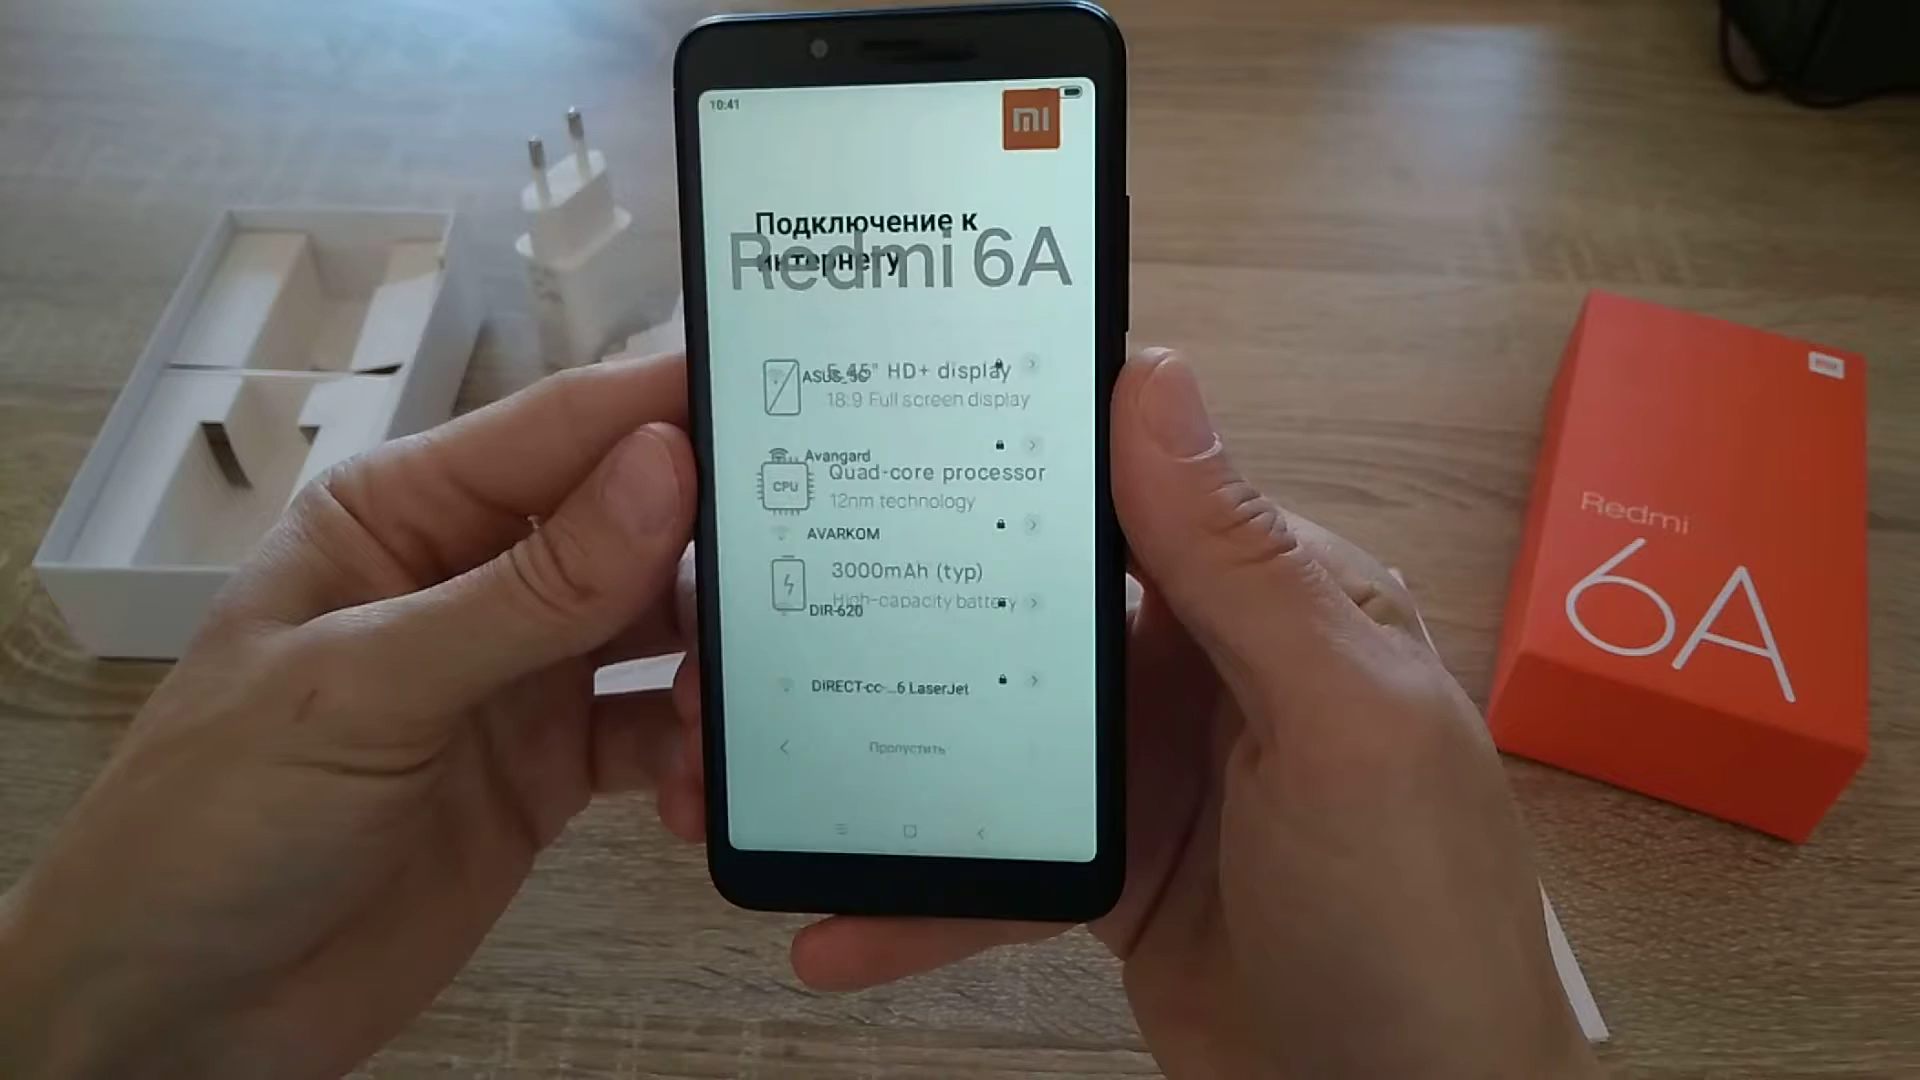 10:41
mi
Подключение к
интернету
Redmi 6A
ASUS_5G
5.45" HD+ display
18:9 Full screen display
Avangard
Quad-core processor
CPU
12nm technology
AVARKOM
3000mAh (typ)
High-capacity battery
DIR-620
DIRECT-cc-...6 LaserJet
Пропустить
mi
Redmi
6A